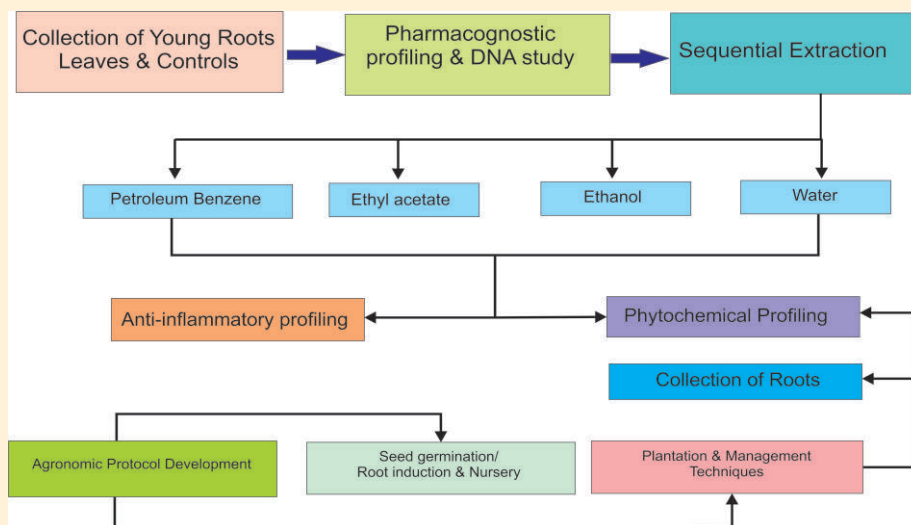 Collection of Young Roots
Leaves & Controls
Pharmacognostic
profiling & DNA study
Sequential Extraction
Petroleum Benzene
Ethyl acetate
Ethanol
Water
Anti-inflammatory profiling
Phytochemical Profiling
Collection of Roots
Agronomic Protocol Development
Seed germination/
Root induction & Nursery
Plantation & Management
Techniques